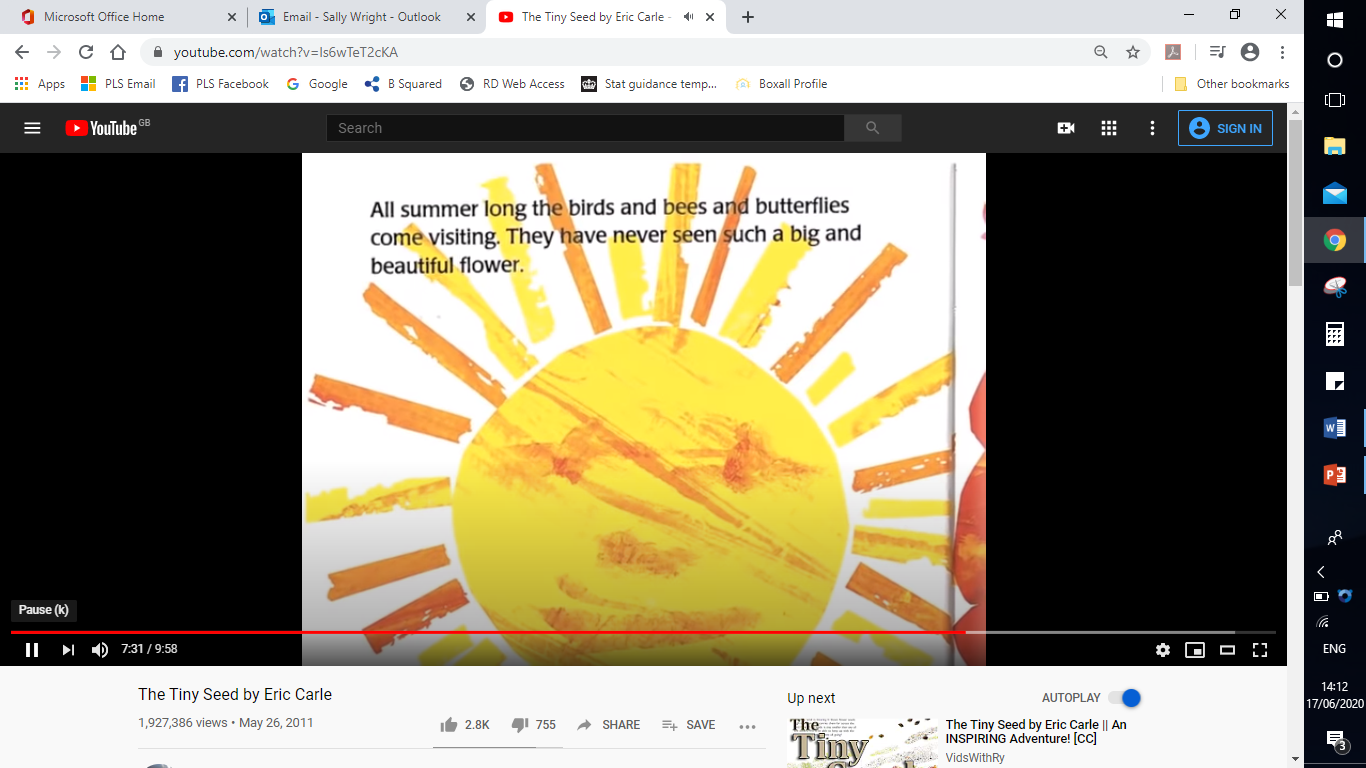 Microsoft Office Home
Email - Sally Wright - Outlook
The Tiny Seed by Eric Carle -
youtube.com/watch?v=Is6wTeT2cKA
Apps
PLS Email
PLS Facebook
Google
B Squared
RD Web Access
Stat guidance temp...
Boxall Profile
Other bookmarks
YouTube GB
Search
SIGN IN
All summer long the birds and bees and butterflies
come visiting. They have never seen such a big and
beautiful flower.
Pause (k)
7:31 / 9:58
ENG
14:12
17/06/2020
3
The Tiny Seed by Eric Carle
1,927,386 views • May 26, 2011
2.8K
755
SHARE
SAVE
Up next
AUTOPLAY
The
Tiny
The Tiny Seed by Eric Carle || An
INSPIRING Adventure! [CC]
VidsWithRy